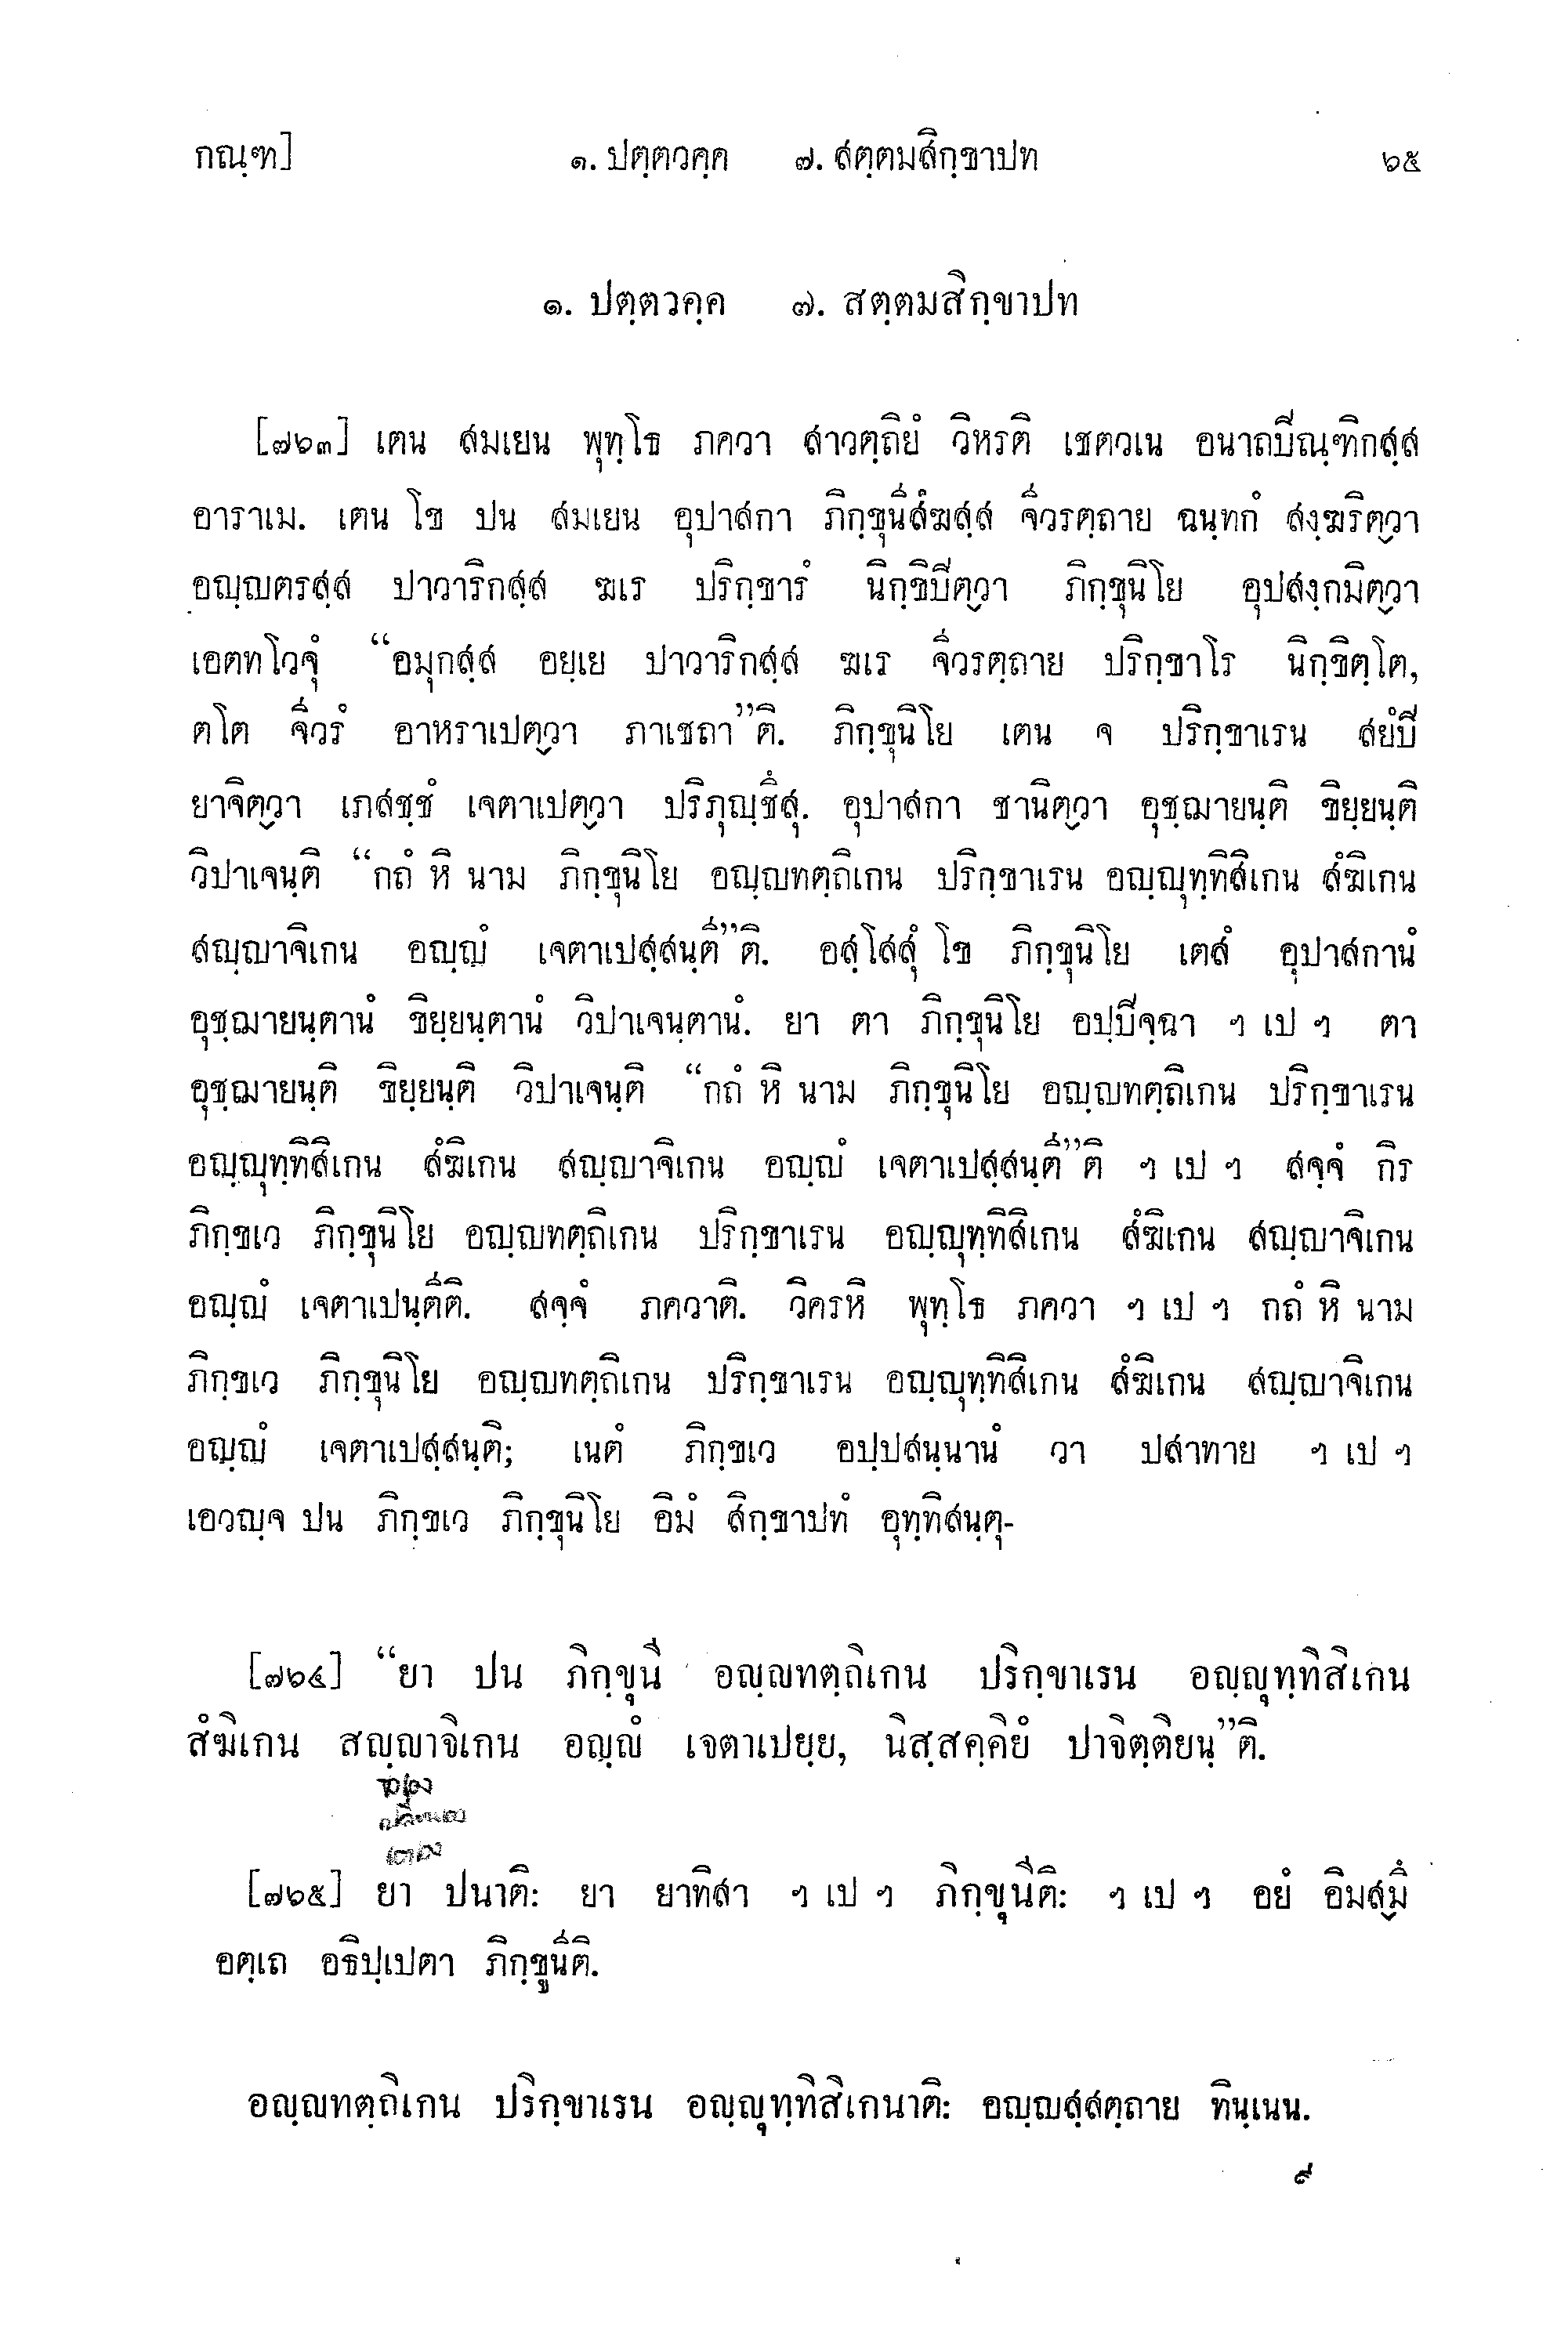 กณฺฑ] ๑. ปตฺตวคฺค ๗. สตฺตมสิกฺขาปท ๖๕
๑. ปตฺตวคฺค ๗. สตฺตมสิกฺขาปท
[๗๖๓] เตน สมเยน พุทฺโธ ภควา สาวตฺถิยํ วิหรติ เชตวเน อนาถปีณฺฑิกสฺส
อาราเม. เตน โข ปน สมเยน อุปาสกา ภิกฺขุนีสํฆสฺส จีวรตฺถาย ฉนฺทกํ สงฺฆริตฺวา
อญฺญตรสฺส ปาวาริกสฺส ฆเร ปริกฺขารํ นิกฺขิปีตฺวา ภิกฺขุนิโย อุปสงฺกมิตฺวา
เอตทโวจุํ “อมุกสฺส อยฺเย ปาวาริกสฺส ฆเร จีวรตฺถาย ปริกฺขาโร นิกฺขิตฺโต,
ตโต จีวรํ อาหราเปตฺวา ภาเชถา”ติ. ภิกฺขุนิโย เตน จ ปริกฺขาเรน สยํปี
ยาจิตฺวา เภสชฺชํ เจตาเปตฺวา ปริภุญฺชึสุ. อุปาสกา ชานิตฺวา อุชฺฌายนฺติ ขิยฺยนฺติ
วิปาเจนฺติ “กถํ หิ นาม ภิกฺขุนิโย อญฺญทตฺถิเกน ปริกฺขาเรน อญฺญุทฺทิสิเกน สํฆิเกน
สญฺญาจิเกน อญฺญํ เจตาเปสฺสนฺตี”ติ. อสฺโสสุํ โข ภิกฺขุนิโย เตสํ อุปาสกานํ
อุชฺฌายนฺตานํ ขิยฺยนฺตานํ วิปาเจนฺตานํ. ยา ตา ภิกฺขุนิโย อปฺปีจฺฉา ฯ เป ฯ ตา
อุชฺฌายนฺติ ขิยฺยนฺติ วิปาเจนฺติ “กถํ หิ นาม ภิกฺขุนิโย อญฺญทตฺถิเกน ปริกฺขาเรน
อญฺญุทฺทิสิเกน สํฆิเกน สญฺญาจิเกน อญฺญํ เจตาเปสฺสนฺตี”ติ ฯ เป ฯ สจฺจํ กิร
ภิกฺขเว ภิกฺขุนิโย อญฺญทตฺถิเกน ปริกฺขาเรน อญฺญุทฺทิสิเกน สํฆิเกน สญฺญาจิเกน
อญฺญํ เจตาเปนฺตีติ. สจฺจํ ภควาติ. วิครหิ พุทฺโธ ภควา ฯ เป ฯ กถํ หิ นาม
ภิกฺขเว ภิกฺขุนิโย อญฺญทตฺถิเกน ปริกฺขาเรน อญฺญุทฺทิสิเกน สํฆิเกน สญฺญาจิเกน
อญฺญํ เจตาเปสฺสนฺติ; เนตํ ภิกฺขเว อปฺปสนฺนานํ วา ปสาทาย ฯ เป ฯ
เอวญฺจ ปน ภิกฺขเว ภิกฺขุนิโย อิมํ สิกฺขาปทํ อุทฺทิสนฺตุ-
[๗๖๔] “ยา ปน ภิกฺขุนี อญฺญทตฺถิเกน ปริกฺขาเรน อญฺญุทฺทิสิเกน
สํฆิเกน สญฺญาจิเกน อญฺญํ เจตาเปยฺย, นิสฺสคฺคิยํ ปาจิตฺติยนฺ”ติ.
[๗๖๕] ยา ปนาติ: ยา ยาทิสา ฯ เป ฯ ภิกฺขุนีติ: ฯ เป ฯ อยํ อิมสฺมึ
อตฺเถ อธิปฺเปตา ภิกฺขูนีติ.
อญฺญทตฺถิเกน ปริกฺขาเรน อญฺญุทฺทิสิเกนาติ: อญฺญสฺสตฺถาย ทินฺเนน.
๙